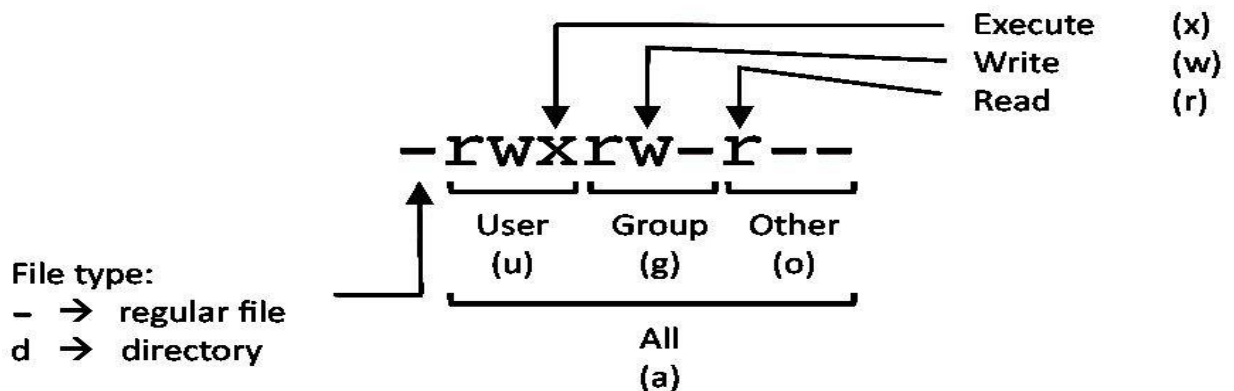 Execute (x)
Write (w)
Read (r)
-rwxrw-r--
User Group Other
(u) (g) (o)
File type:
– → regular file
d → directory
All
(a)